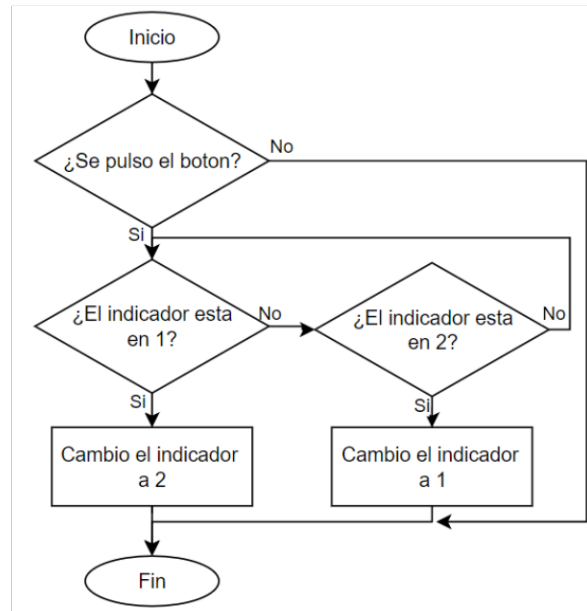 Inicio
¿Se pulso el boton?
No
Si
¿El indicador esta
en 1?
No
¿El indicador esta
en 2?
No
Si
Si
Cambio el indicador
a 2
Cambio el indicador
a 1
Fin